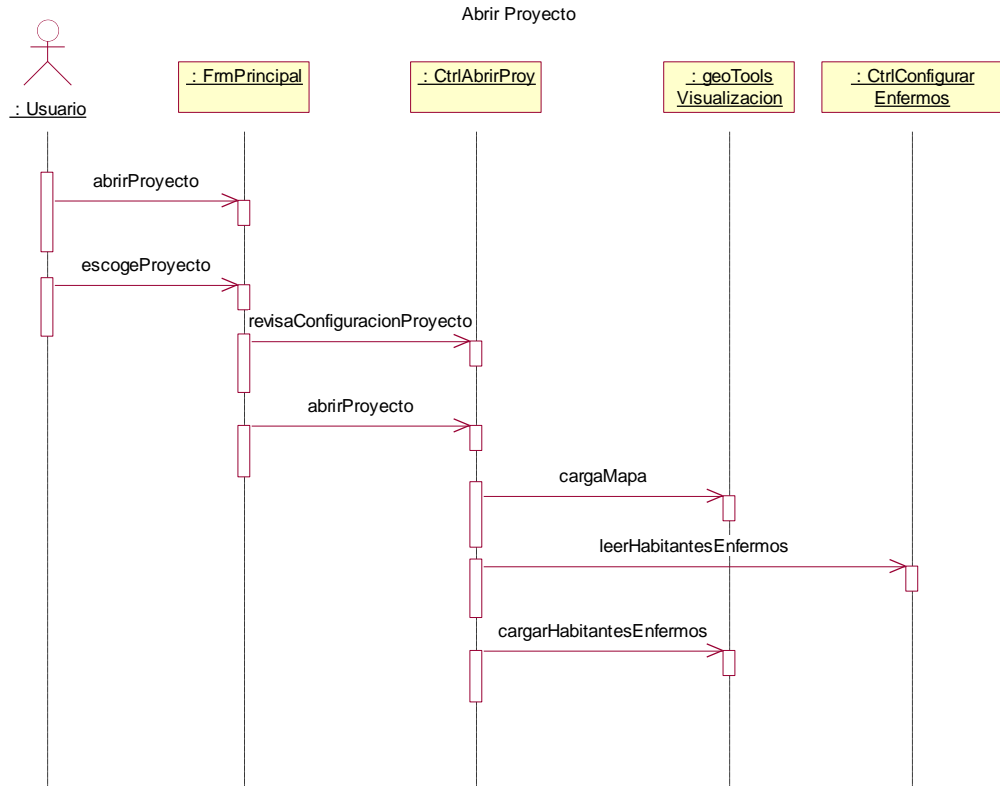 Abrir Proyecto
: Usuario
: FrmPrincipal
: CtrlAbrirProy
: geoTools
Visualizacion
: CtrlConfigurar
Enfermos
abrirProyecto
escogeProyecto
revisaConfiguracionProyecto
abrirProyecto
cargaMapa
leerHabitantesEnfermos
cargarHabitantesEnfermos